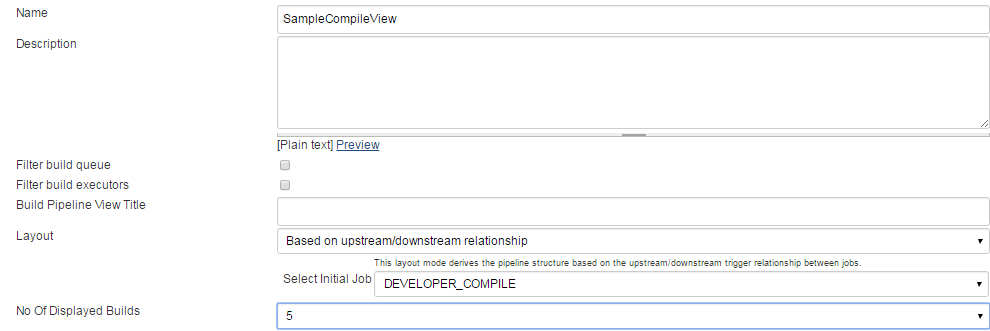 Name SampleCompileView
Description
[Plain text] Preview
Filter build queue
Filter build executors
Build Pipeline View Title
Layout Based on upstream/downstream relationship
This layout mode derives the pipeline structure based on the upstream/downstream trigger relationship between jobs.
Select Initial Job DEVELOPER_COMPILE
No Of Displayed Builds 5